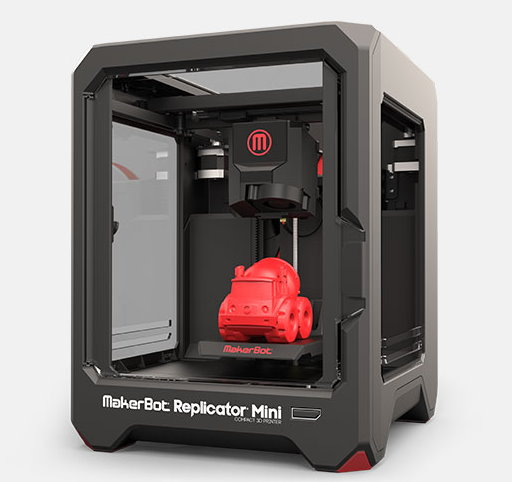 M
MakerBot
MakerBot Replicator Mini
COMPACT 3D PRINTER